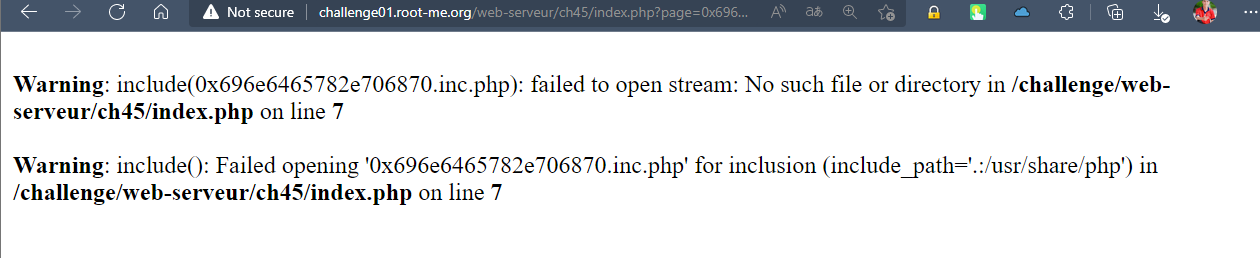 Not secure | challenge01.root-me.org/web-serveur/ch45/index.php?page=0x696...
Warning: include(0x696e6465782e706870.inc.php): failed to open stream: No such file or directory in /challenge/web-
serveur/ch45/index.php on line 7
Warning: include(): Failed opening '0x696e6465782e706870.inc.php' for inclusion (include_path='.:/usr/share/php') in
/challenge/web-serveur/ch45/index.php on line 7